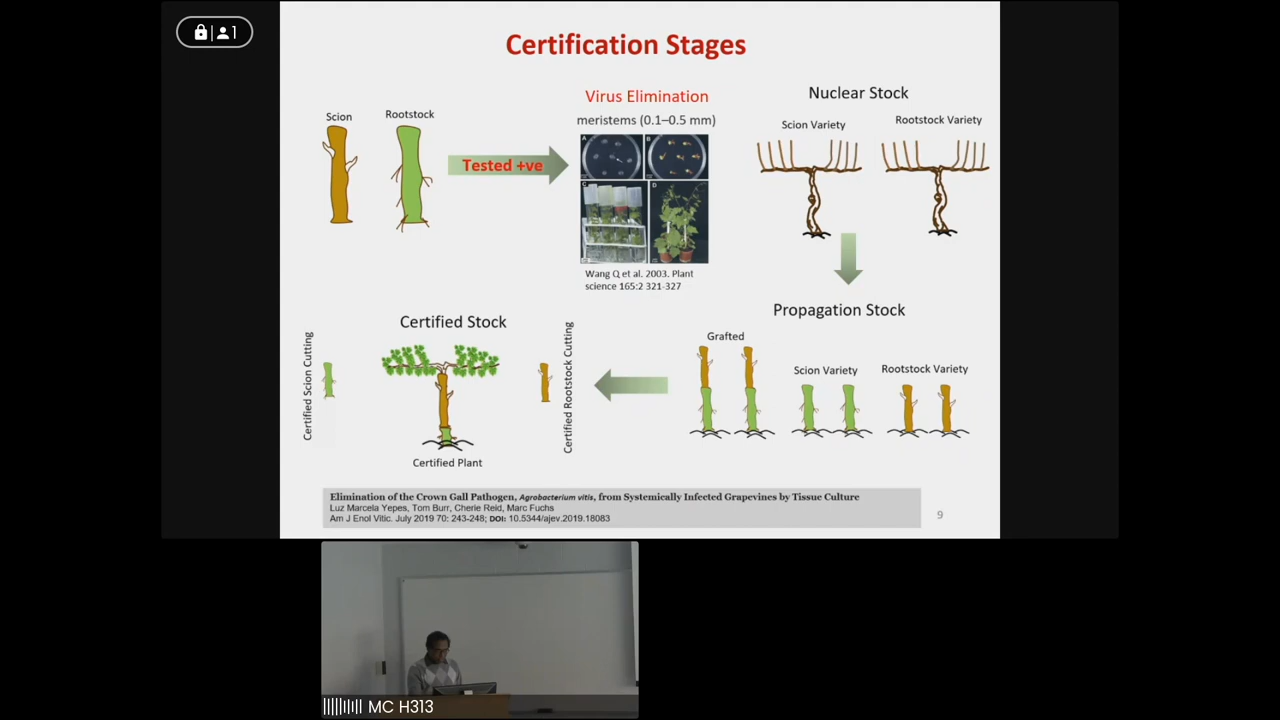 1
Certification Stages
Scion
Rootstock
Tested +ve
Virus Elimination
meristems (0.1–0.5 mm)
A
B
C
D
Wang Q et al. 2003. Plant
science 165:2 321-327
Nuclear Stock
Scion Variety
Rootstock Variety
Propagation Stock
Grafted
Scion Variety
Rootstock Variety
Certified Stock
Certified Scion Cutting
Certified Rootstock Cutting
Certified Plant
Elimination of the Crown Gall Pathogen, Agrobacterium vitis, from Systemically Infected Grapevines by Tissue Culture
Luz Marcela Yepes, Tom Burr, Cherie Reid, Marc Fuchs
Am J Enol Vitic. July 2019 70: 243-248; DOI: 10.5344/ajev.2019.18083
9
MC H313